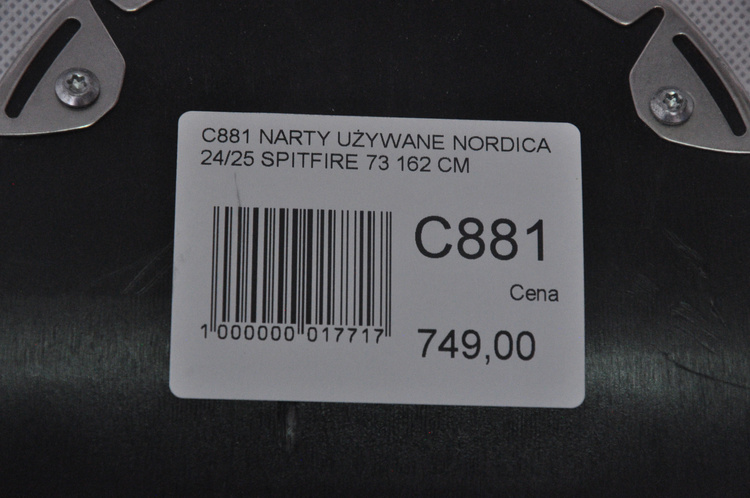 C881 NARTY UŻYWANE NORDICA
24/25 SPITFIRE 73 162 CM
C881
Cena
1 000000 017717
749,00